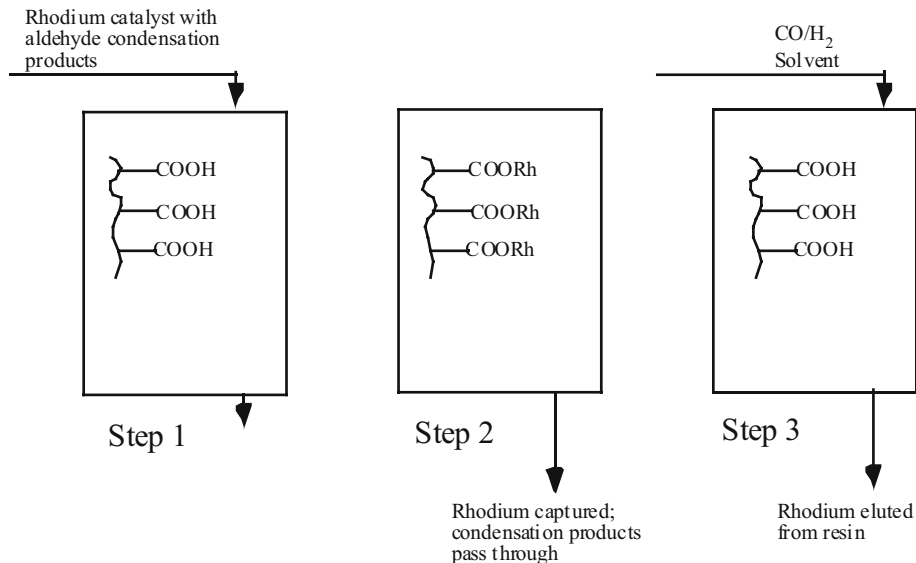 Rhodium catalyst with
aldehyde condensation
products
COOH
COOH
COOH
Step 1
COORh
COORh
COORh
Step 2
Rhodium captured;
condensation products
pass through
CO/H₂
Solvent
COOH
COOH
COOH
Step 3
Rhodium eluted
from resin